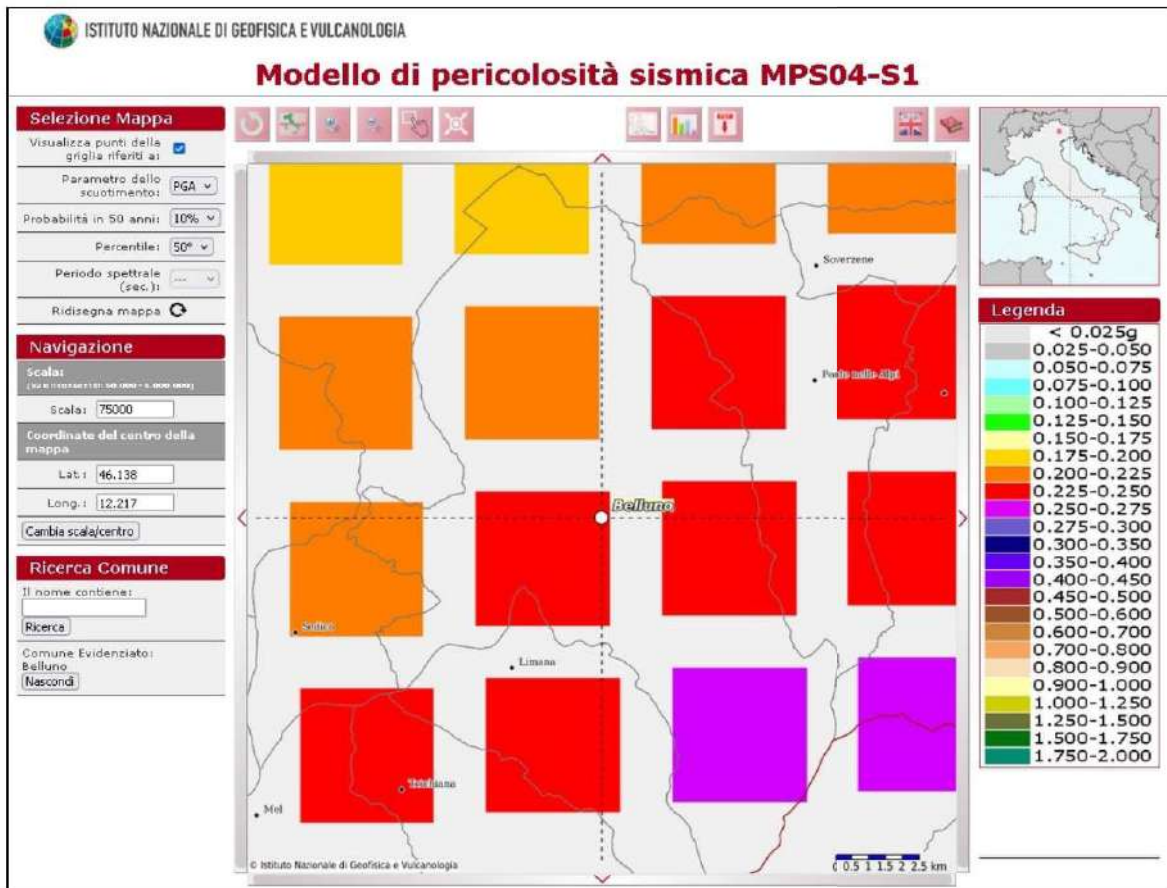 ISTITUTO NAZIONALE DI GEOFISICA E VULCANOLOGIA
Modello di pericolosità sismica MPS04-S1
Selezione Mappa
Visualizza punti della
griglia riferiti a:
Parametro dello
scuotimento: PGA
Probabilità in 50 anni: 10%
Percentile: 50°
Periodo spettrale
(sec.): ---
Ridisegna mappa
Navigazione
Scala:
Scala: 75000
Coordinate del centro della
mappa
Lat.: 46.138
Long.: 12.217
Cambia scala/centro
Ricerca Comune
Il nome contiene:
Ricerca
Comune Evidenziato:
Belluno
Nascondi
Soverzene
Ponte nelle Alpi
Belluno
Sedico
Limana
Trichiana
Mel
© Istituto Nazionale di Geofisica e Vulcanologia
0 0.5 1 1.5 2 2.5 km
Legenda
< 0.025g
0.025-0.050
0.050-0.075
0.075-0.100
0.100-0.125
0.125-0.150
0.150-0.175
0.175-0.200
0.200-0.225
0.225-0.250
0.250-0.275
0.275-0.300
0.300-0.350
0.350-0.400
0.400-0.450
0.450-0.500
0.500-0.600
0.600-0.700
0.700-0.800
0.800-0.900
0.900-1.000
1.000-1.250
1.250-1.500
1.500-1.750
1.750-2.000